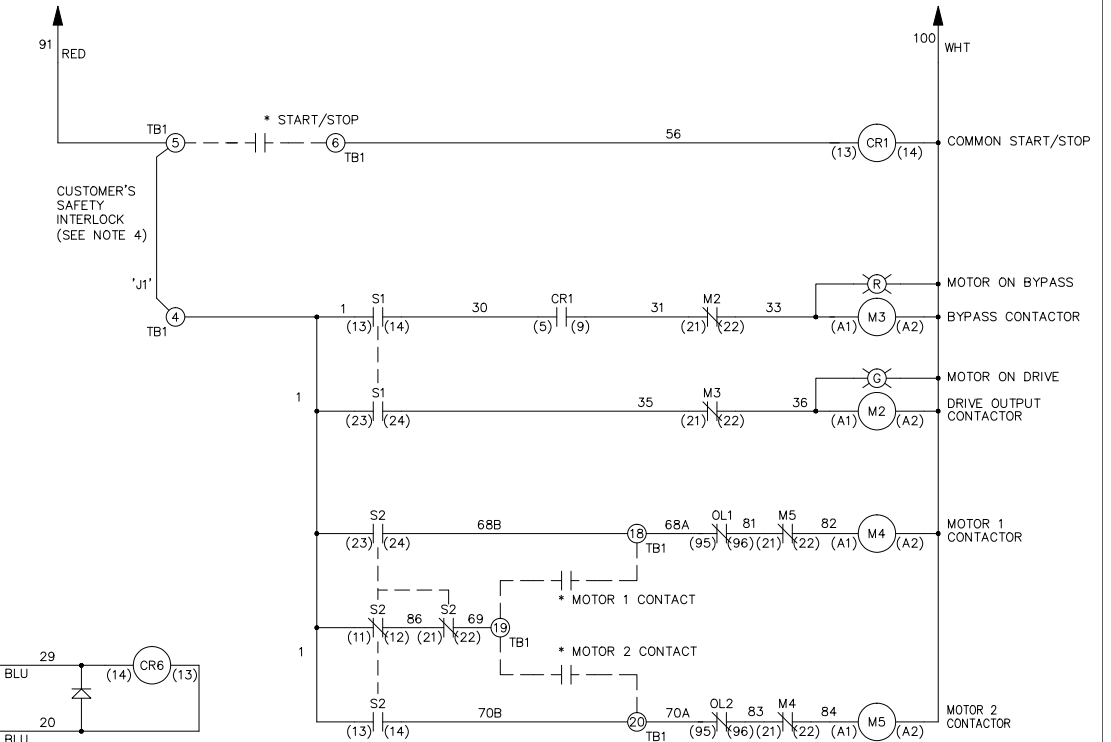 91
RED
100
WHT
TB1
5
* START/STOP
6
TB1
56
CR1
(13)
(14)
COMMON START/STOP
CUSTOMER'S
SAFETY
INTERLOCK
(SEE NOTE 4)
'J1'
4
TB1
1
S1
(13)
(14)
30
CR1
(5)
(9)
31
M2
(21)
(22)
33
R
MOTOR ON BYPASS
(A1)
M3
(A2)
BYPASS CONTACTOR
1
S1
(23)
(24)
35
M3
(21)
(22)
36
G
MOTOR ON DRIVE
(A1)
M2
(A2)
DRIVE OUTPUT
CONTACTOR
S2
(23)
(24)
68B
18
TB1
68A
OL1
(95)
(96)
81
M5
(21)
(22)
82
(A1)
M4
(A2)
MOTOR 1
CONTACTOR
* MOTOR 1 CONTACT
S2
(11)
(12)
86
S2
(21)
(22)
69
19
TB1
* MOTOR 2 CONTACT
1
S2
(13)
(14)
70B
20
TB1
70A
OL2
(95)
(96)
83
M4
(21)
(22)
84
(A1)
M5
(A2)
MOTOR 2
CONTACTOR
29
BLU
(14)
CR6
(13)
20
BLU